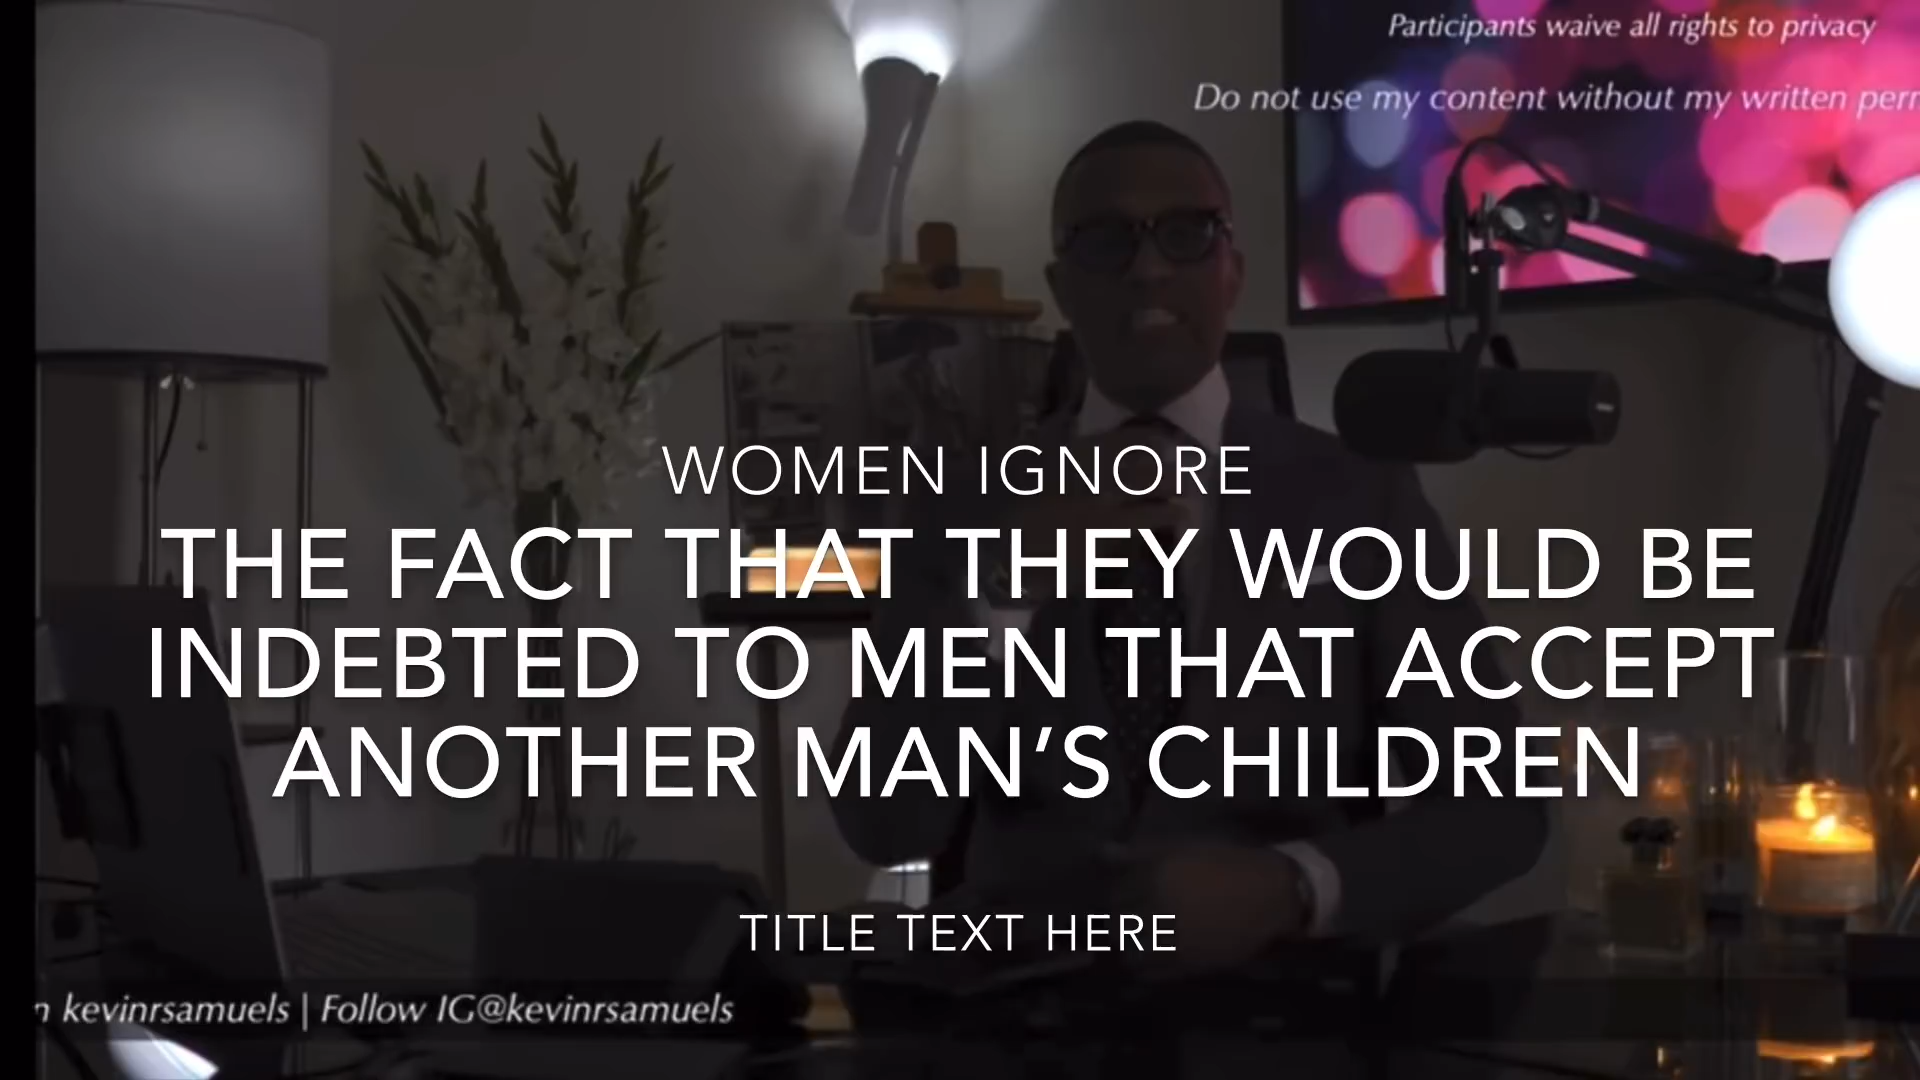 Participants waive all rights to privacy
Do not use my content without my written
WOMEN IGNORE
THE FACT THAT THEY WOULD BE
INDEBTED TO MEN THAT ACCEPT
ANOTHER MAN'S CHILDREN
TITLE TEXT HERE
kevinrsamuels | Follow IG@kevinrsamuels